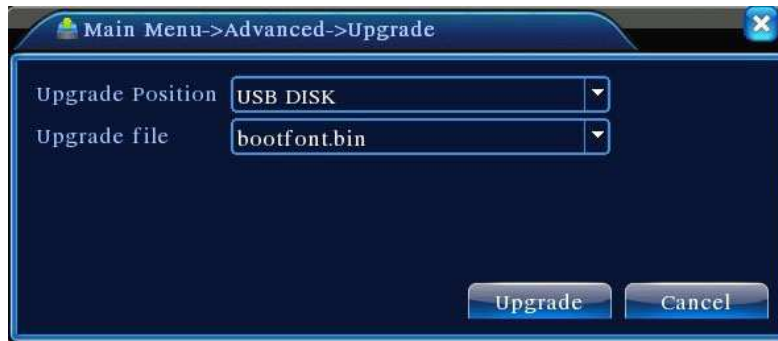 Main Menu->Advanced->Upgrade
Upgrade Position USB DISK
Upgrade file bootfont.bin
Upgrade Cancel